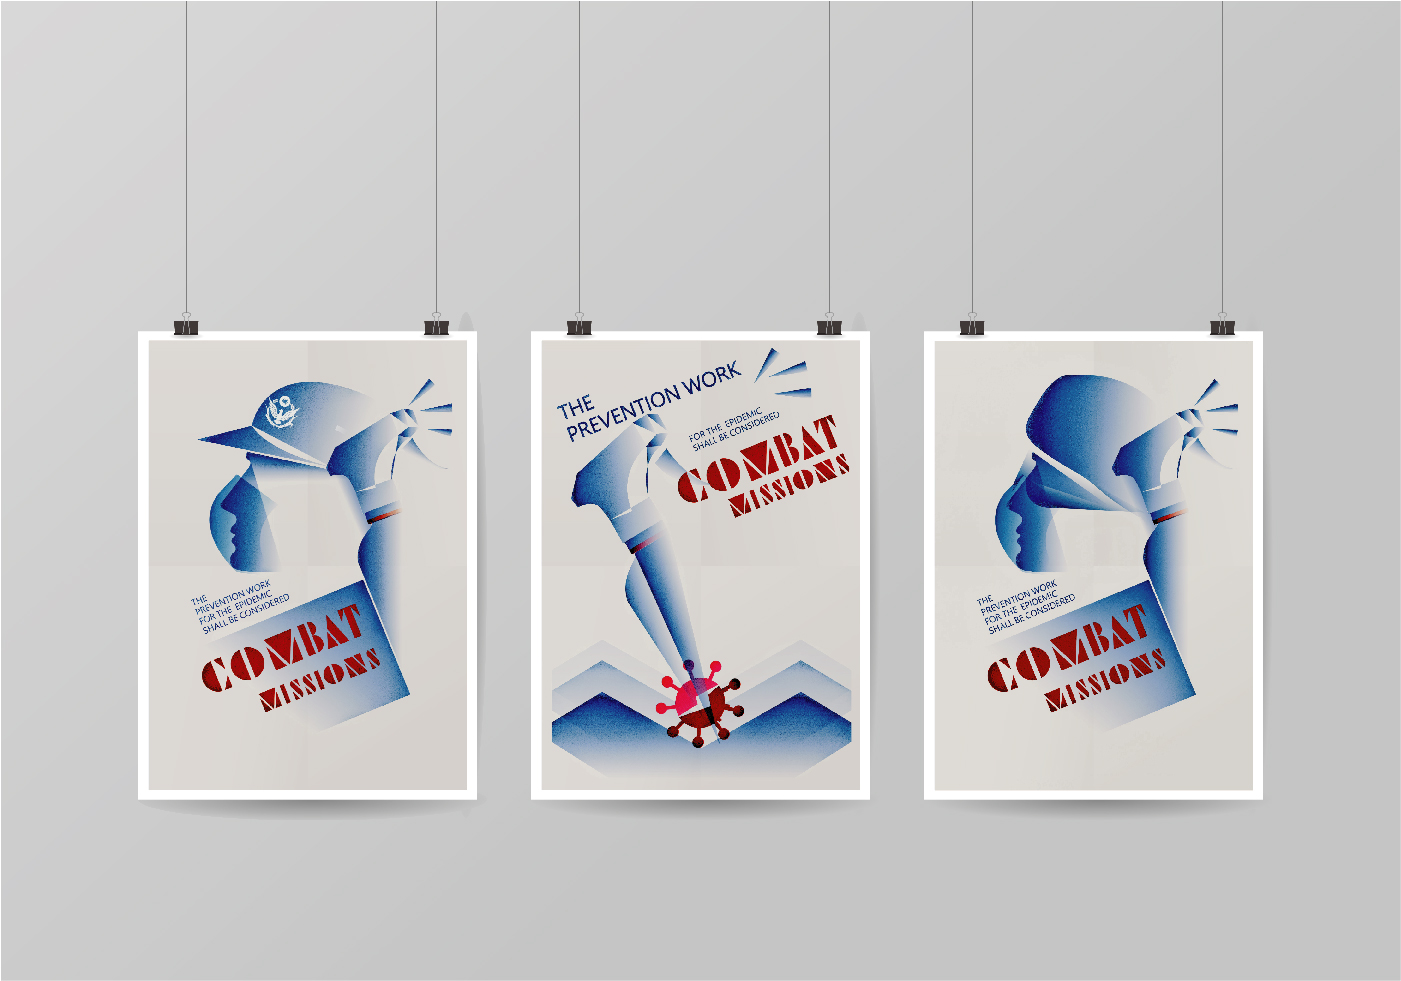 THE
PREVENTION WORK
FOR THE EPIDEMIC
SHALL BE CONSIDERED
COMBAT
MISSIONS
THE
PREVENTION WORK
FOR THE EPIDEMIC
SHALL BE CONSIDERED
COMBAT
MISSIONS
THE
PREVENTION WORK
FOR THE EPIDEMIC
SHALL BE CONSIDERED
COMBAT
MISSIONS